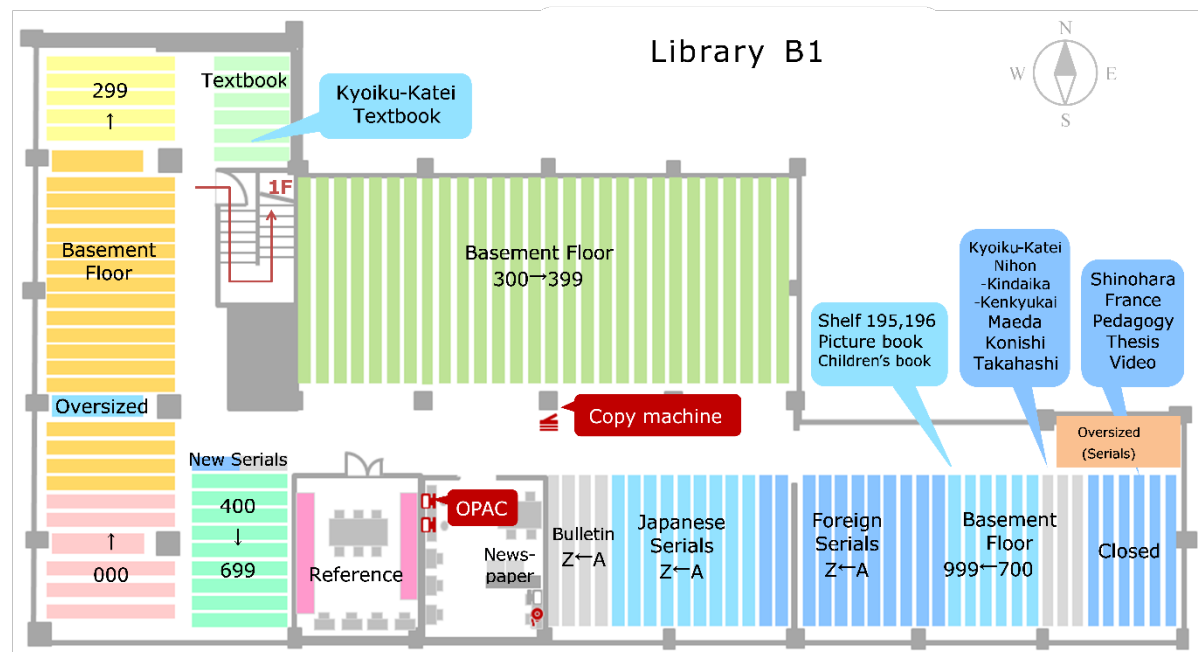 Library B1
N
W
E
S
299
↑
Textbook
Kyoiku-Katei
Textbook
1F
Basement
Floor
Basement Floor
300→399
Kyoiku-Katei
Nihon
-Kindaika
-Kenkyukai
Maeda
Konishi
Takahashi
Shinohara
France
Pedagogy
Thesis
Video
Shelf 195,196
Picture book
Children's book
Oversized
Copy machine
Oversized
(Serials)
New Serials
400
↓
699
OPAC
Reference
News-
paper
Bulletin
Z←A
Japanese
Serials
Z←A
Foreign
Serials
Z←A
Basement
Floor
999←700
Closed
↑
000